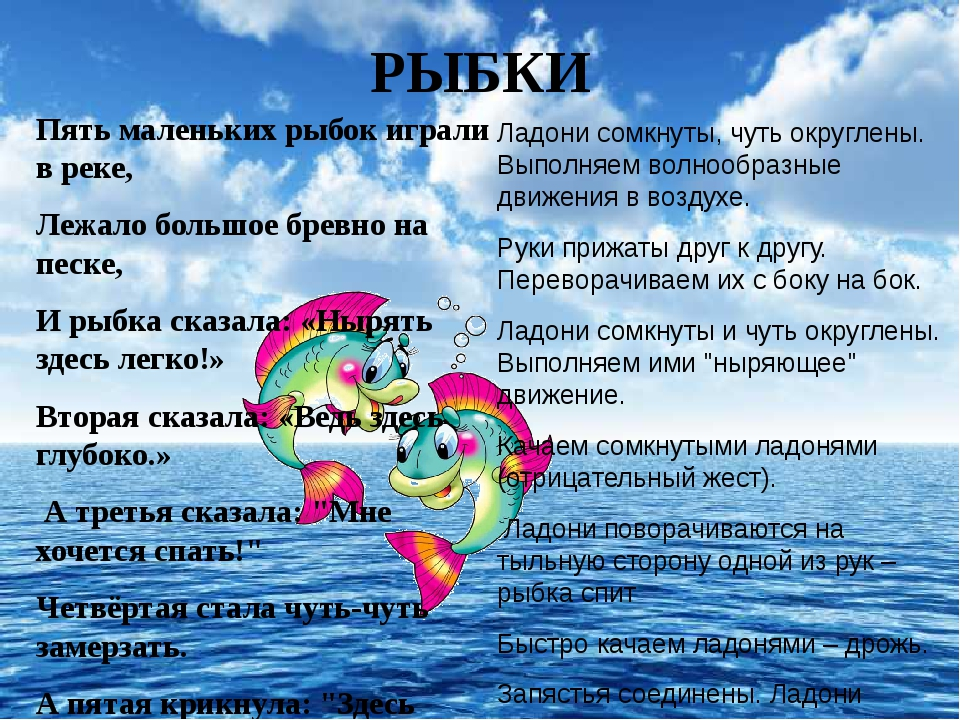 РЫБКИ
Пять маленьких рыбок играли
в реке,
Лежало большое бревно на
песке,
И рыбка сказала: «Нырять
здесь легко!»
Вторая сказала: «Ведь здесь
глубоко.»
А третья сказала: "Мне
хочется спать!"
Четвёртая стала чуть-чуть
замерзать.
А пятая крикнула: "Здесь
Ладони сомкнуты, чуть округлены.
Выполняем волнообразные
движения в воздухе.
Руки прижаты друг к другу.
Переворачиваем их с боку на бок.
Ладони сомкнуты и чуть округлены.
Выполняем ими "ныряющее"
движение.
Качаем сомкнутыми ладонями
(отрицательный жест).
Ладони поворачиваются на
тыльную сторону одной из рук –
рыбка спит
Быстро качаем ладонями – дрожь.
Запястья соединены. Ладони